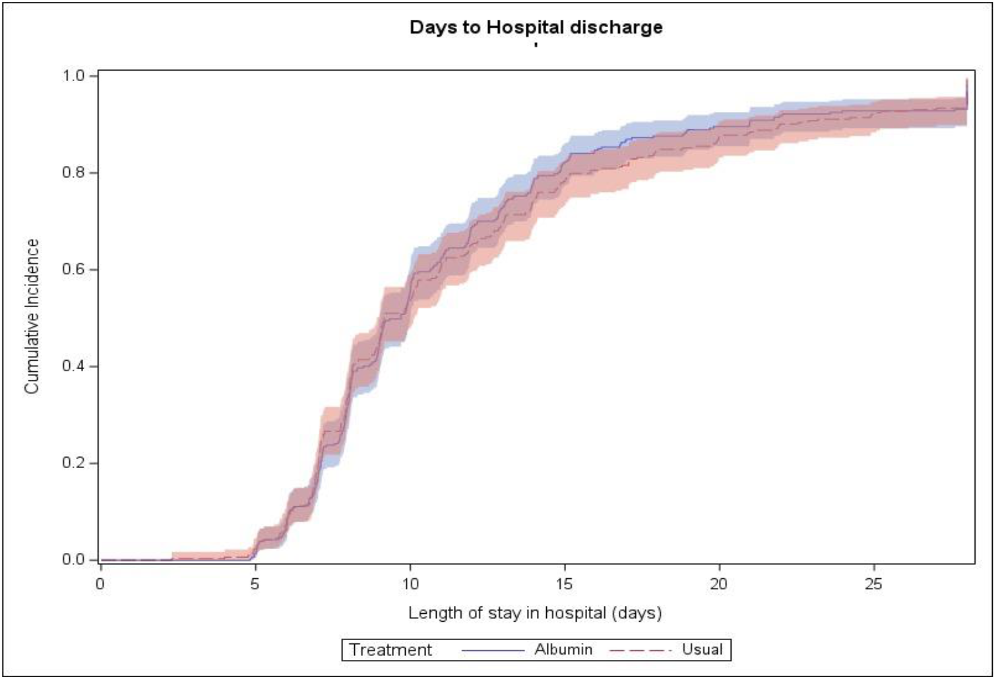 Days to Hospital discharge
1.0
0.8
0.6
0.4
0.2
0.0
Cumulative Incidence
0 5 10 15 20 25
Length of stay in hospital (days)
Treatment Albumin Usual